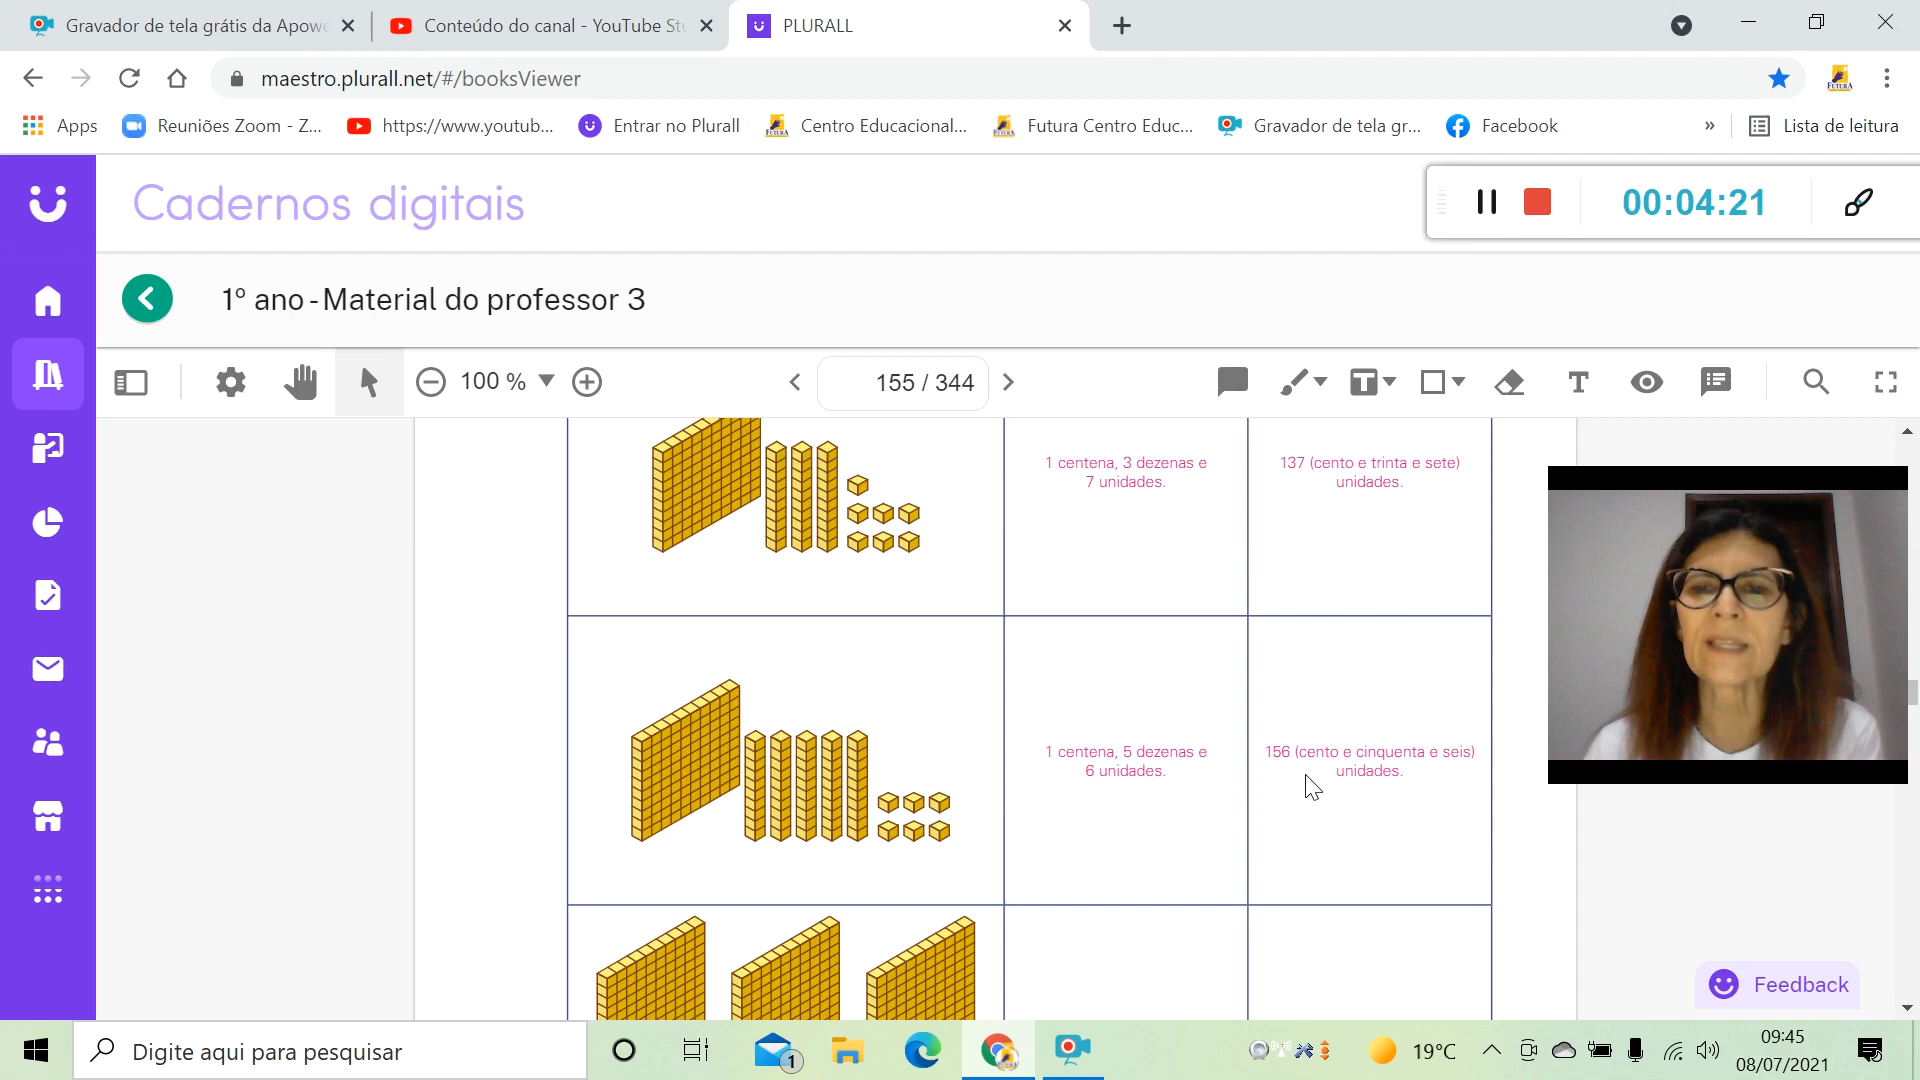 Gravador de tela grátis da Apowe
Conteúdo do canal - YouTube Stu
PLURALL
maestro.plurall.net/#/booksViewer
FUTURA
Apps
Reuniões Zoom - Z...
https://www.youtub...
Entrar no Plurall
Centro Educacional...
Futura Centro Educ...
Gravador de tela gr...
Facebook
»
Lista de leitura
Cadernos digitais
00:04:21
1º ano - Material do professor 3
100 %
155 / 344
1 centena, 3 dezenas e
7 unidades.
137 (cento e trinta e sete)
unidades.
1 centena, 5 dezenas e
6 unidades.
156 (cento e cinquenta e seis)
unidades.
Feedback
Digite aqui para pesquisar
1
19°C
09:45
08/07/2021